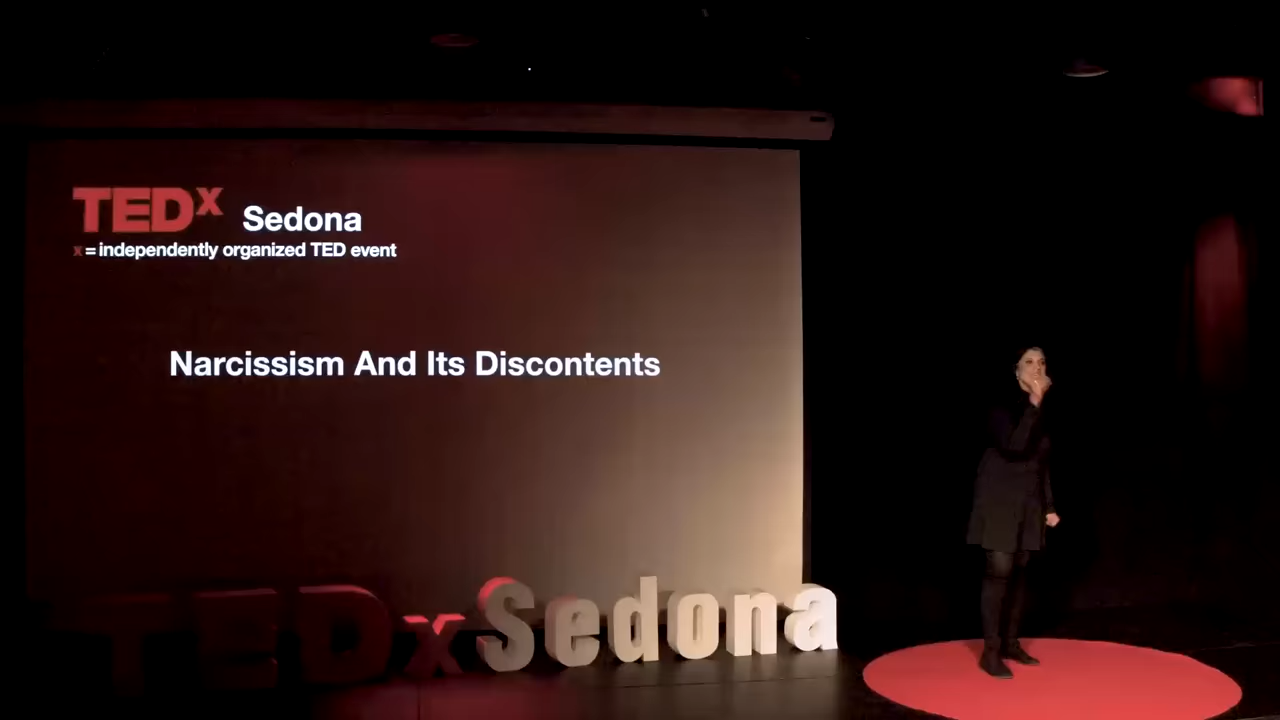 TEDx Sedona
x = independently organized TED event
Narcissism And Its Discontents
TEDxSedona